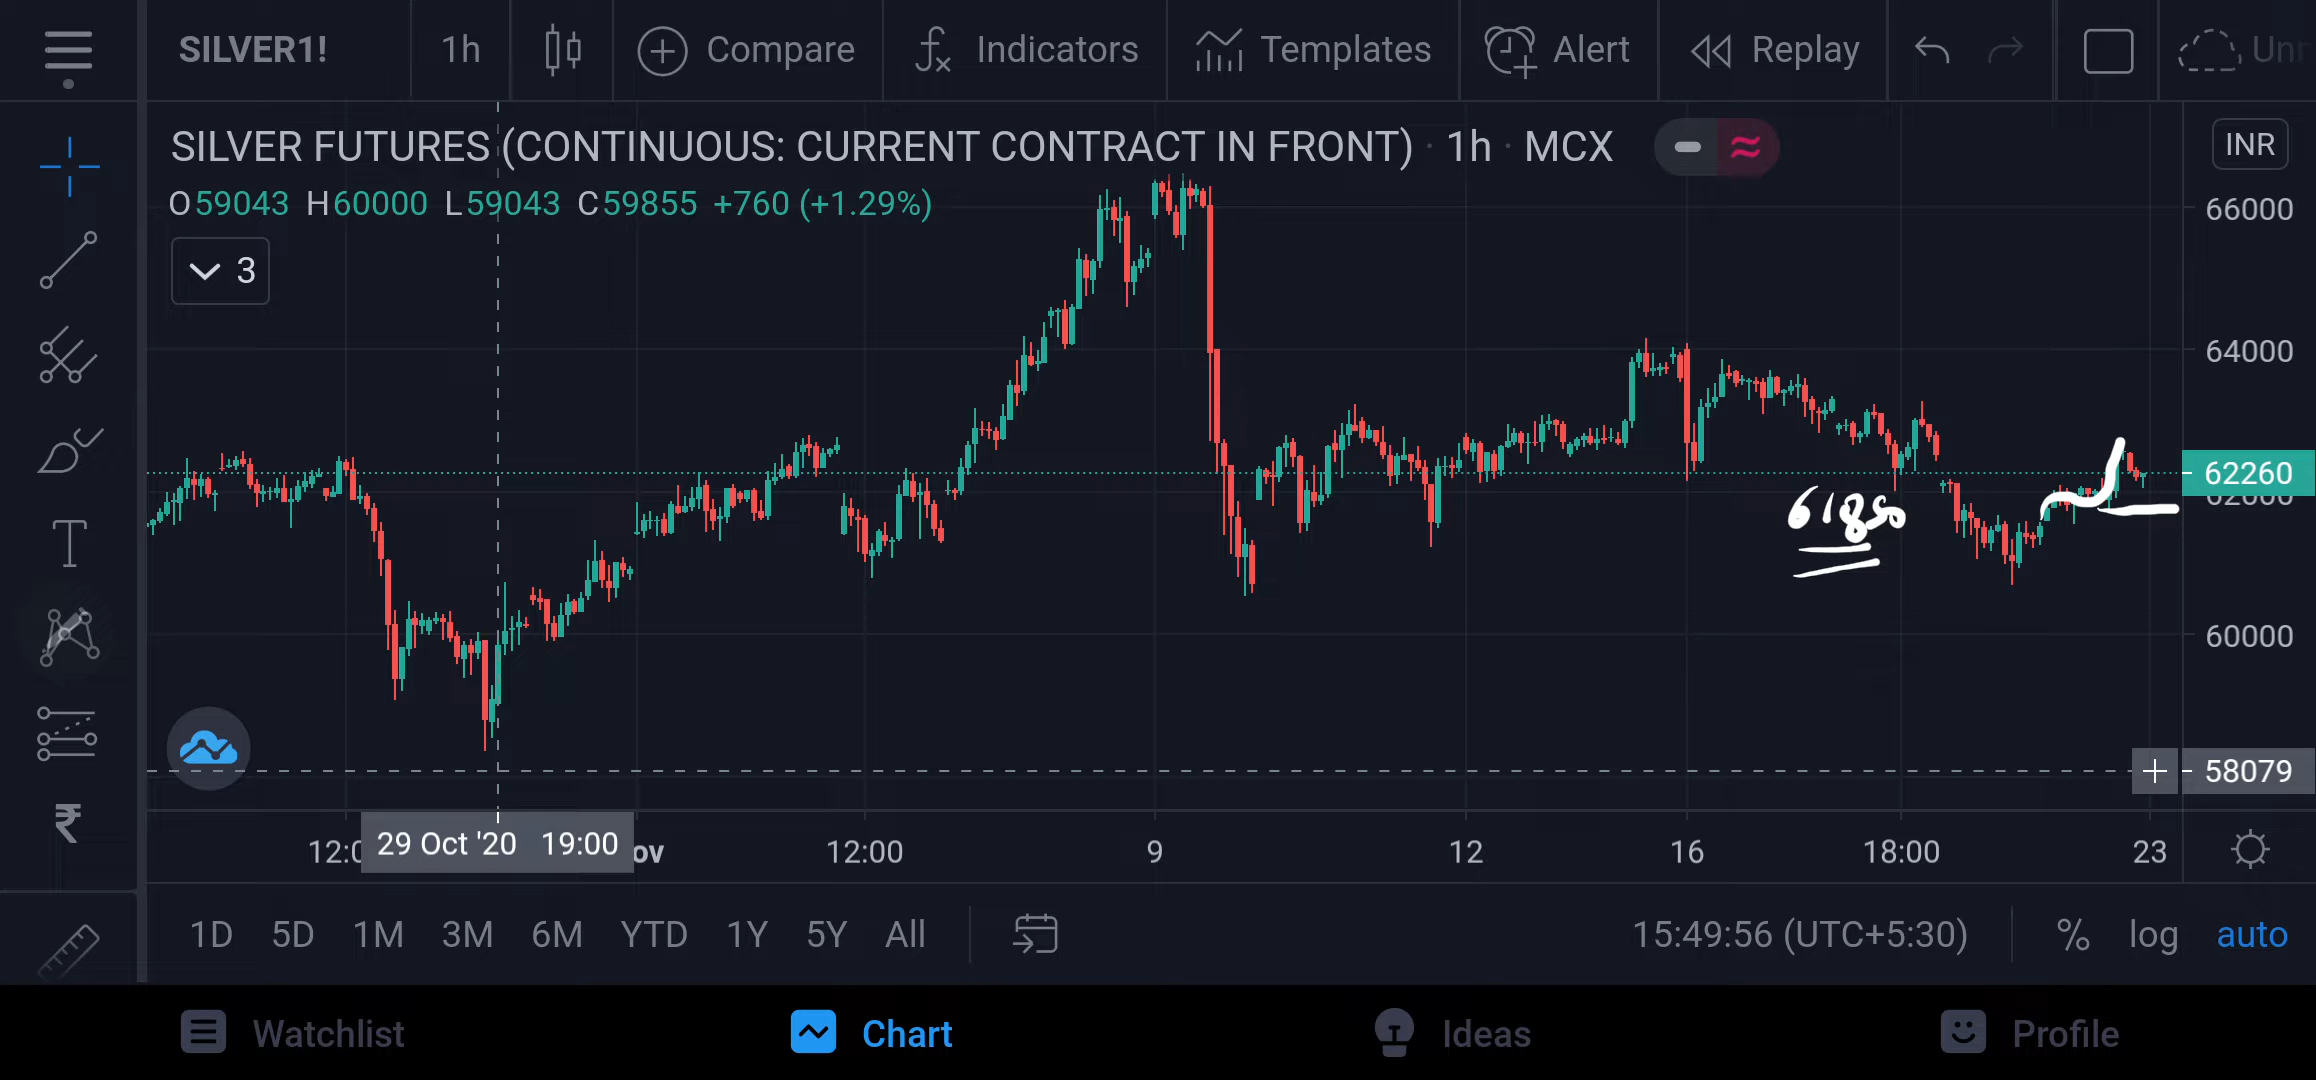 SILVER1! 1h Compare Indicators Templates Alert Replay
SILVER FUTURES (CONTINUOUS: CURRENT CONTRACT IN FRONT) · 1h · MCX INR
O59043 H60000 L59043 C59855 +760 (+1.29%)
66000
3
64000
62260
62000
61850
60000
58079
29 Oct '20 19:00 12:00 9 12 16 18:00 23
1D 5D 1M 3M 6M YTD 1Y 5Y All 15:49:56 (UTC+5:30) % log auto
Watchlist Chart Ideas Profile